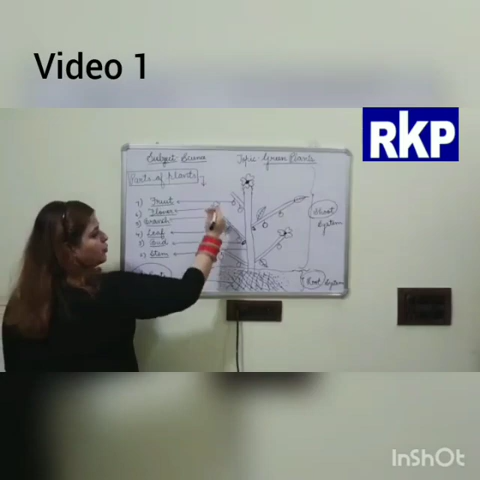 Video 1
RKP
Subject: Science
Topic: Green Plants
Parts of Plants
7) Fruit
6) Flower
5) Branch
4) Leaf
3) Bud
2) Stem
Shoot
System
Root System
InShOt